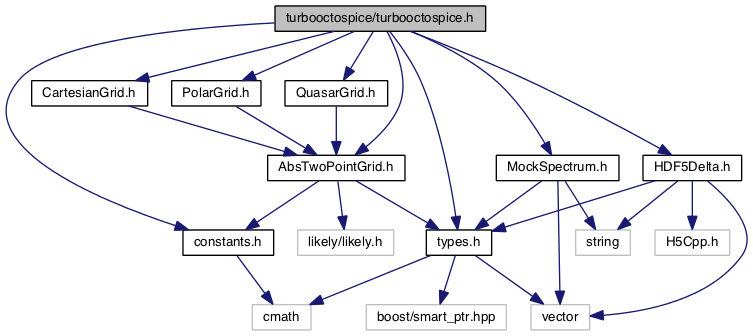 turbooctospice/turbooctospice.h
CartesianGrid.h
PolarGrid.h
QuasarGrid.h
AbsTwoPointGrid.h
MockSpectrum.h
HDF5Delta.h
constants.h
likely/likely.h
types.h
string
H5Cpp.h
cmath
boost/smart_ptr.hpp
vector